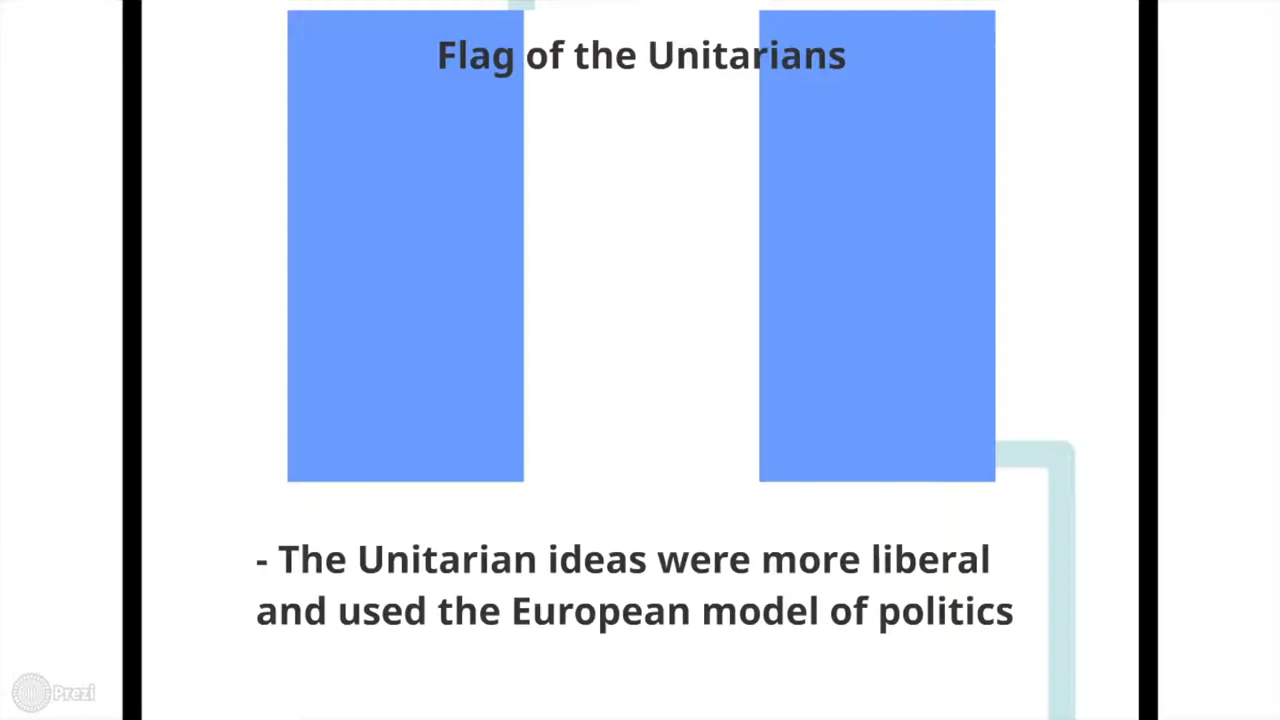 Flag of the Unitarians
- The Unitarian ideas were more liberal
and used the European model of politics
Prezi